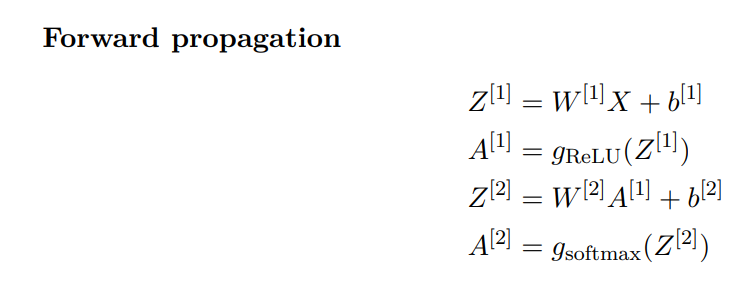 Forward propagation
Z^{[1]} = W^{[1]}X + b^{[1]}
A^{[1]} = g_{ReLU}(Z^{[1]})
Z^{[2]} = W^{[2]}A^{[1]} + b^{[2]}
A^{[2]} = g_{softmax}(Z^{[2]})